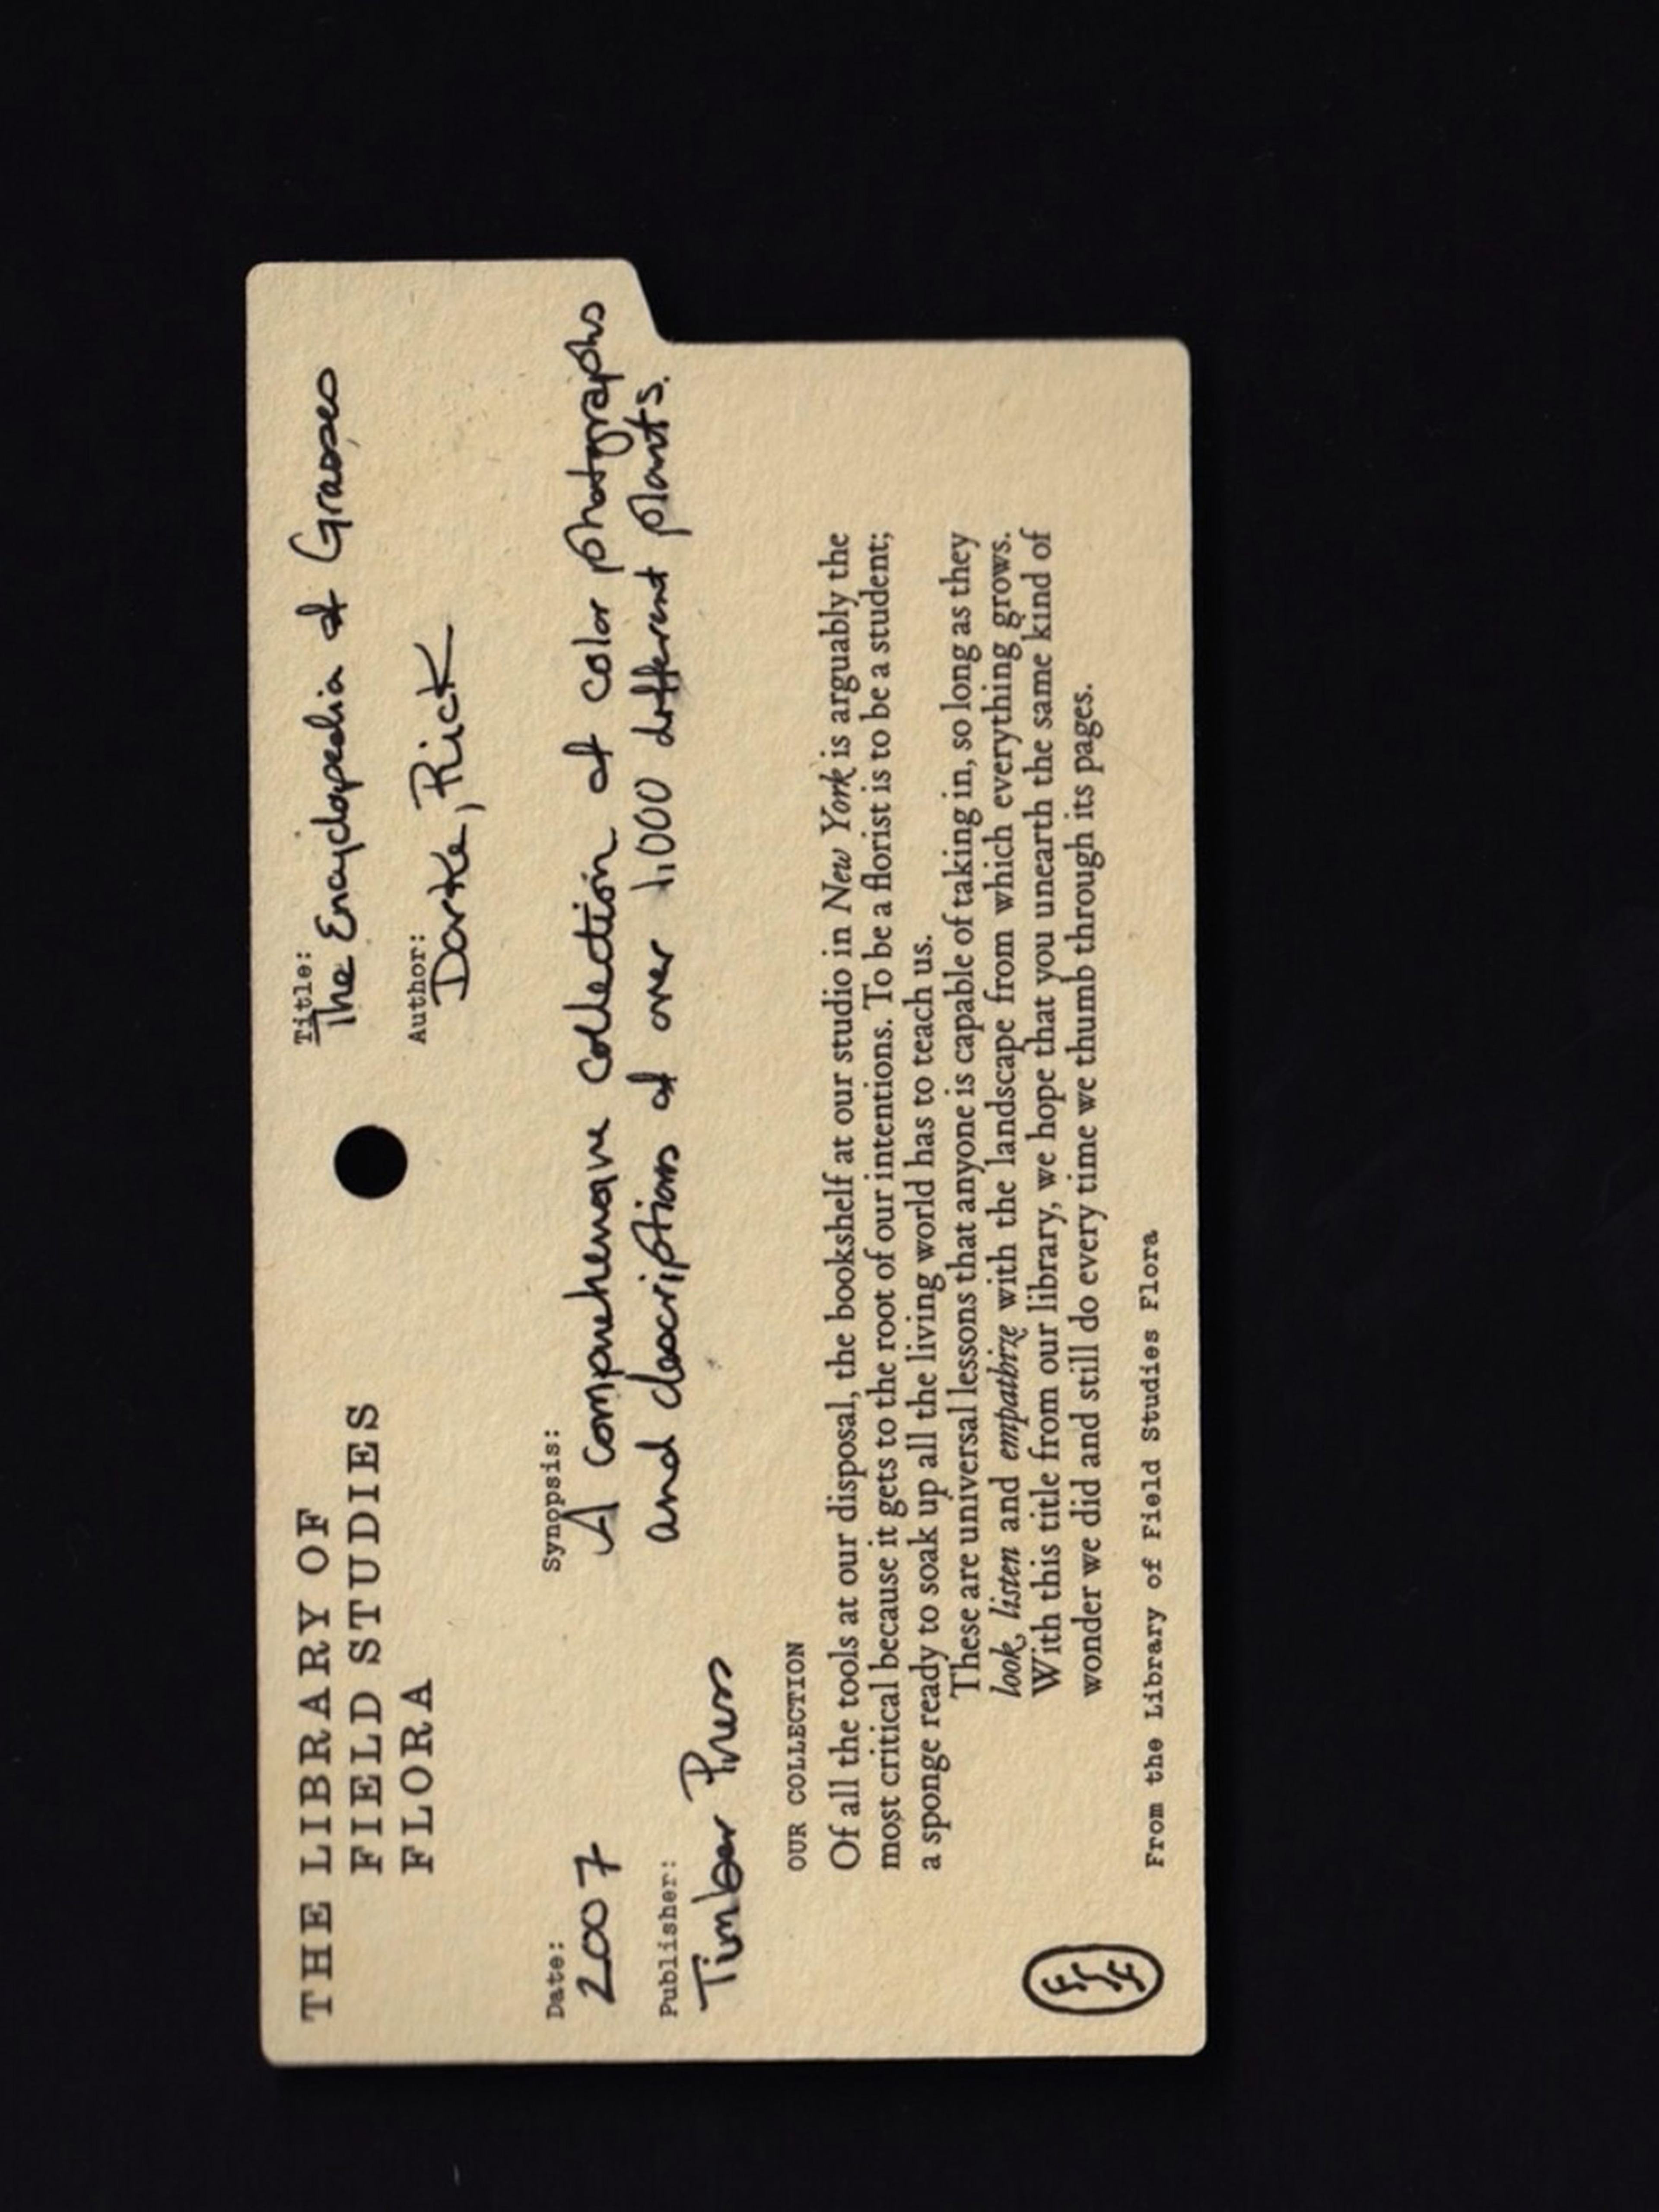 THE LIBRARY OF
FIELD STUDIES
FLORA
Title:
The Encyclopedia of Grasses
Author:
Darke, Rick
Date:
2007
Publisher:
Timber Press
Synopsis:
A comprehensive collection of color photographs
and descriptions of over 1,000 different plants.
OUR COLLECTION
Of all the tools at our disposal, the bookshelf at our studio in New York is arguably the
most critical because it gets to the root of our intentions. To be a florist is to be a student;
a sponge ready to soak up all the living world has to teach us.
These are universal lessons that anyone is capable of taking in, so long as they
look, listen and empathize with the landscape from which everything grows.
With this title from our library, we hope that you unearth the same kind of
wonder we did and still do every time we thumb through its pages.
From the Library of Field Studies Flora